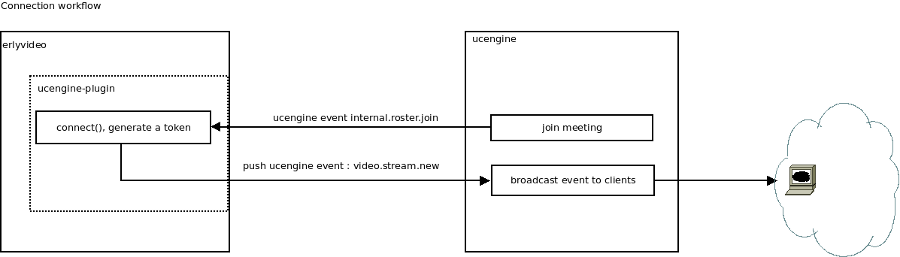 Connection workflow
erlyvideo
ucengine
ucengine-plugin
ucengine event internal.roster.join
connect(), generate a token
join meeting
push ucengine event : video.stream.new
broadcast event to clients